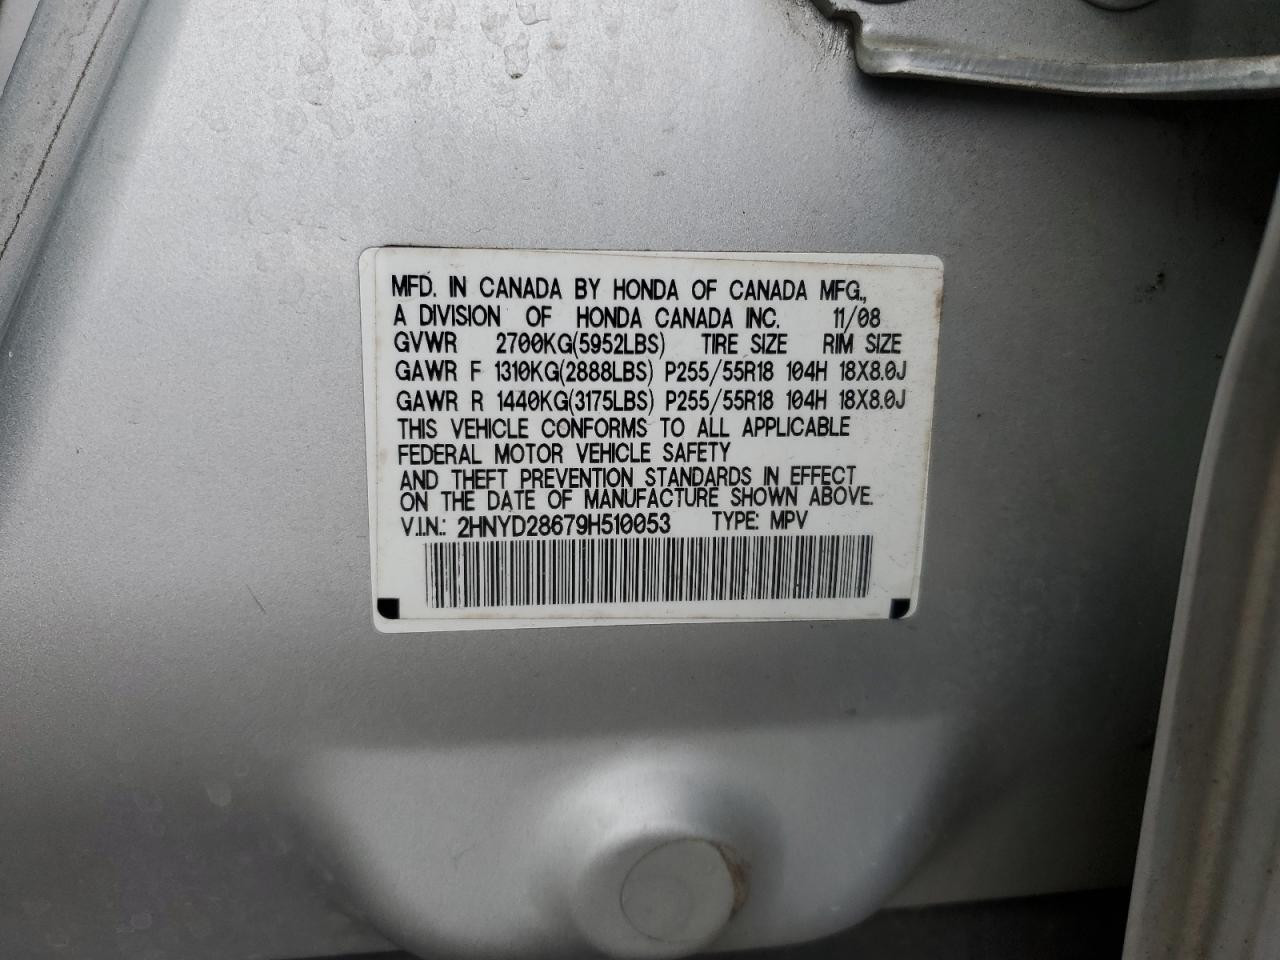 MFD. IN CANADA BY HONDA OF CANADA MFG.,
A DIVISION OF HONDA CANADA INC. 11/08
GVWR 2700KG(5952LBS) TIRE SIZE RIM SIZE
GAWR F 1310KG(2888LBS) P255/55R18 104H 18X8.0J
GAWR R 1440KG(3175LBS) P255/55R18 104H 18X8.0J
THIS VEHICLE CONFORMS TO ALL APPLICABLE
FEDERAL MOTOR VEHICLE SAFETY
AND THEFT PREVENTION STANDARDS IN EFFECT
ON THE DATE OF MANUFACTURE SHOWN ABOVE.
V.I.N.: 2HNYD28679H510053 TYPE: MPV